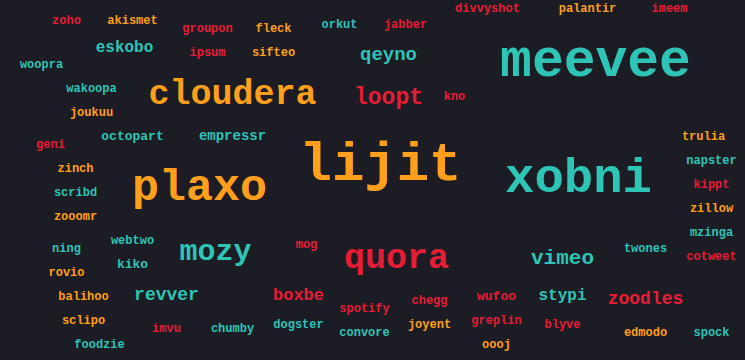 divvyshot palantir imeem
zoho akismet groupon fleck orkut jabber
eskobo ipsum sifteo qeyno meevee
woopra
wakoopa cloudera loopt kno
joukuu
octopart empressr trulia
geni lijit napster
zinch plaxo xobni kippt
scribd zillow
zooomr mzinga
webtwo mog
ning mozy quora vimeo twones cotweet
kiko
rovio
balihoo revver boxbe chegg wufoo stypi zoodles
spotify
sclipo imvu chumby dogster convore joyent greplin blyve edmodo spock
foodzie oooj